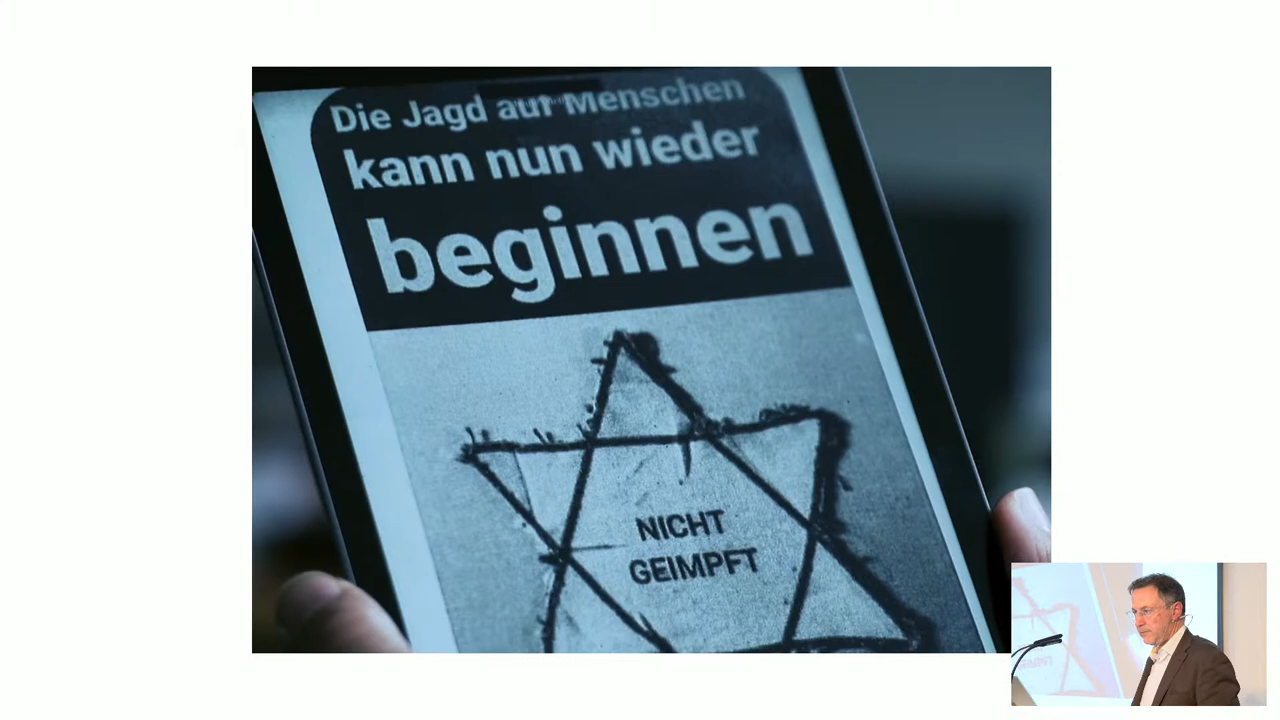 Die Jagd auf Menschen
kann nun wieder
beginnen
NICHT
GEIMPFT